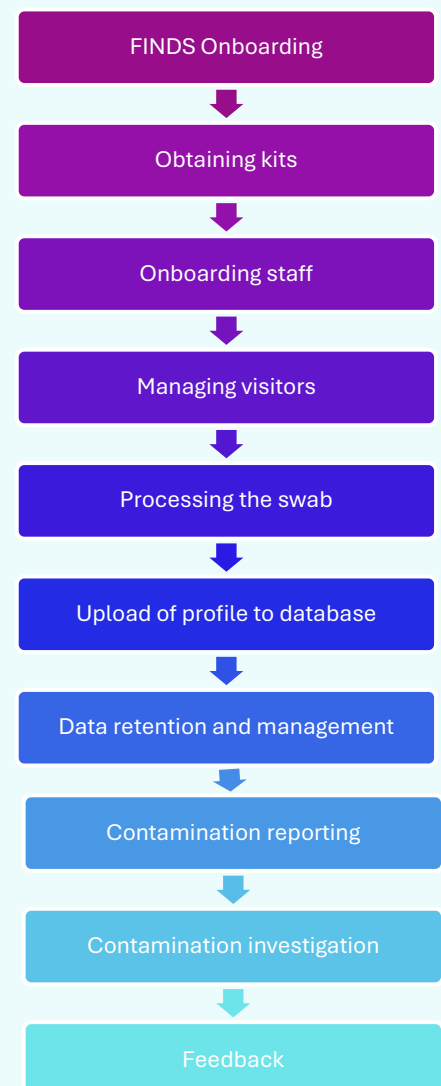 FINDS Onboarding
Obtaining kits
Onboarding staff
Managing visitors
Processing the swab
Upload of profile to database
Data retention and management
Contamination reporting
Contamination investigation
Feedback